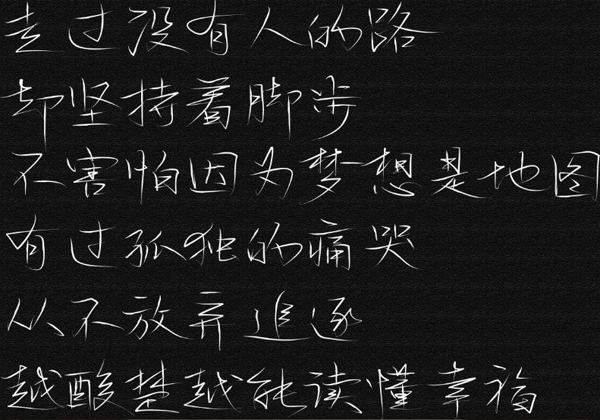 走过没有人的路
却坚持着脚步
不害怕因为梦想是地图
有过孤独的痛哭
从不放弃追逐
越酸楚越能读懂幸福